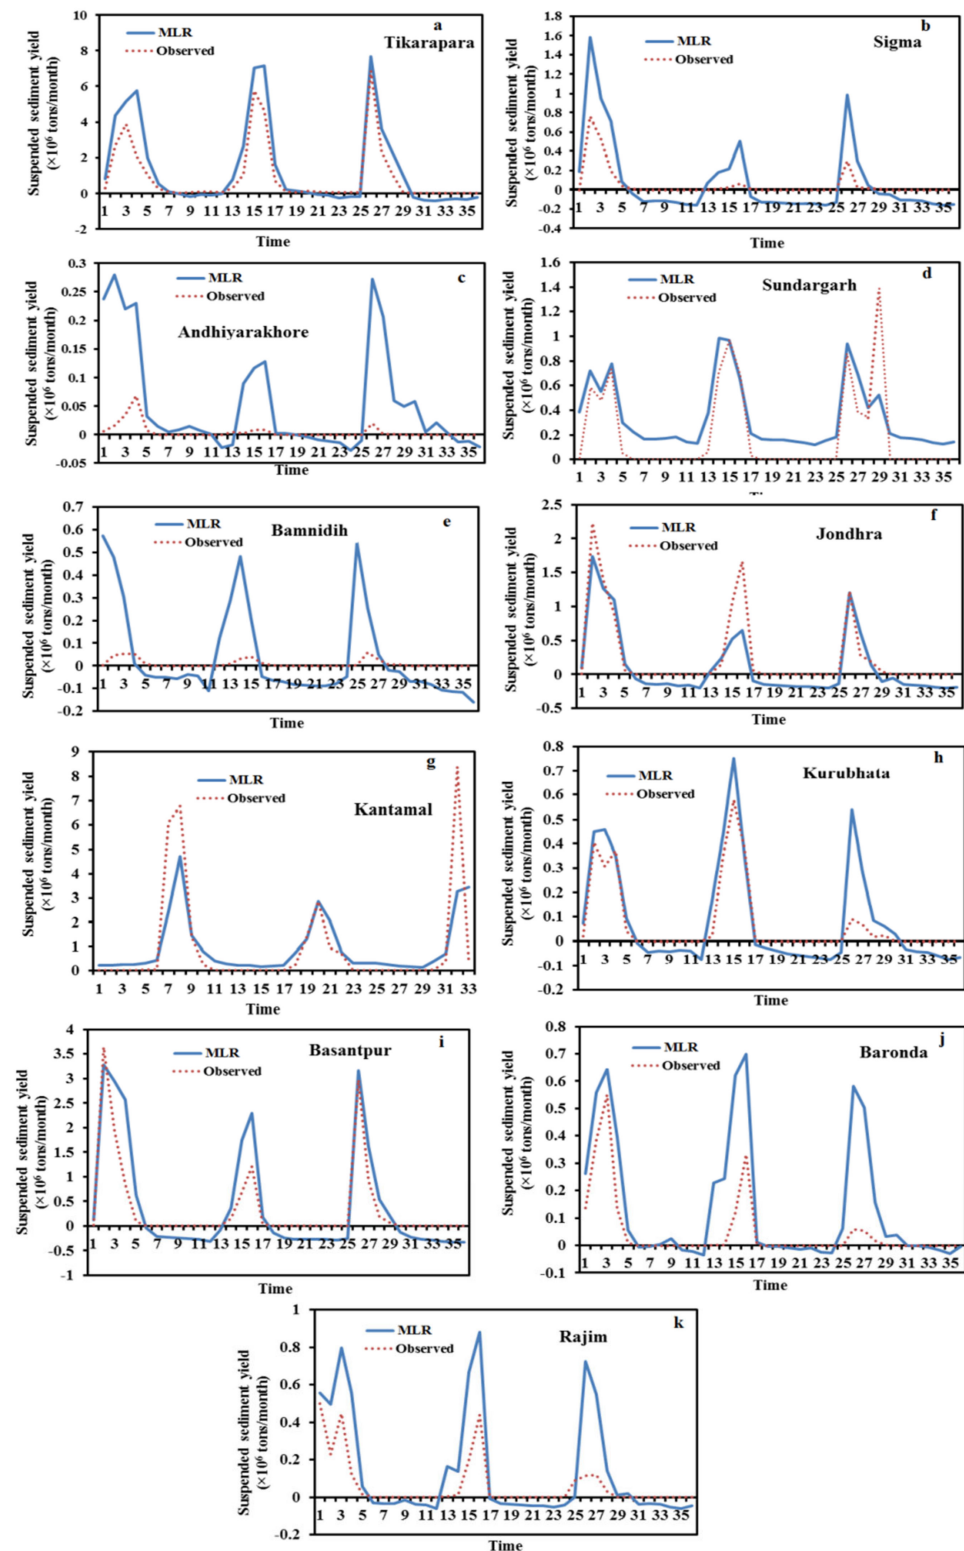 a
Tikarapara
MLR
Observed
Suspended sediment yield
(×10⁶ tons/month)
10
8
6
4
2
0
-2
1 3 5 7 9 11 13 15 17 19 21 23 25 27 29 31 33 35
Time
b
Sigma
MLR
Observed
Suspended sediment yield
(×10⁶ tons/month)
1.8
1.6
1.4
1.2
1
0.8
0.6
0.4
0.2
0
-0.2
-0.4
1 3 5 7 9 11 13 15 17 19 21 23 25 27 29 31 33 35
Time
c
Andhiyarakhore
MLR
Observed
Suspended sediment yield
(×10⁶ tons/month)
0.3
0.25
0.2
0.15
0.1
0.05
0
-0.05
1 3 5 7 9 11 13 15 17 19 21 23 25 27 29 31 33 35
Time
d
Sundargarh
MLR
Observed
Suspended sediment yield
(×10⁶ tons/month)
1.6
1.4
1.2
1
0.8
0.6
0.4
0.2
0
1 3 5 7 9 11 13 15 17 19 21 23 25 27 29 31 33 35
e
Bamnidih
MLR
Observed
Suspended sediment yield
(×10⁶ tons/month)
0.7
0.6
0.5
0.4
0.3
0.2
0.1
0
-0.1
-0.2
1 3 5 7 9 11 13 15 17 19 21 23 25 27 29 31 33 35
Time
f
Jondhra
MLR
Observed
Suspended sediment yield
(×10⁶ tons/month)
2.5
2
1.5
1
0.5
0
-0.5
1 3 5 7 9 11 13 15 17 19 21 23 25 27 29 31 33 35
Time
g
Kantamal
MLR
Observed
Suspended sediment yield
(×10⁶ tons/month)
9
8
7
6
5
4
3
2
1
0
1 3 5 7 9 11 13 15 17 19 21 23 25 27 29 31 33
Time
h
Kurubhata
MLR
Observed
Suspended sediment yield
(×10⁶ tons/month)
0.8
0.7
0.6
0.5
0.4
0.3
0.2
0.1
0
-0.1
-0.2
1 3 5 7 9 11 13 15 17 19 21 23 25 27 29 31 33 35
Time
i
Basantpur
MLR
Observed
Suspended sediment yield
(×10⁶ tons/month)
4
3.5
3
2.5
2
1.5
1
0.5
0
-0.5
-1
1 3 5 7 9 11 13 15 17 19 21 23 25 27 29 31 33 35
Time
j
Baronda
MLR
Observed
Suspended sediment yield
(×10⁶ tons/month)
0.8
0.7
0.6
0.5
0.4
0.3
0.2
0.1
0
-0.1
1 3 5 7 9 11 13 15 17 19 21 23 25 27 29 31 33 35
Time
k
Rajim
MLR
Observed
Suspended sediment yield
(×10⁶ tons/month)
1
0.8
0.6
0.4
0.2
0
-0.2
1 3 5 7 9 11 13 15 17 19 21 23 25 27 29 31 33 35
Time